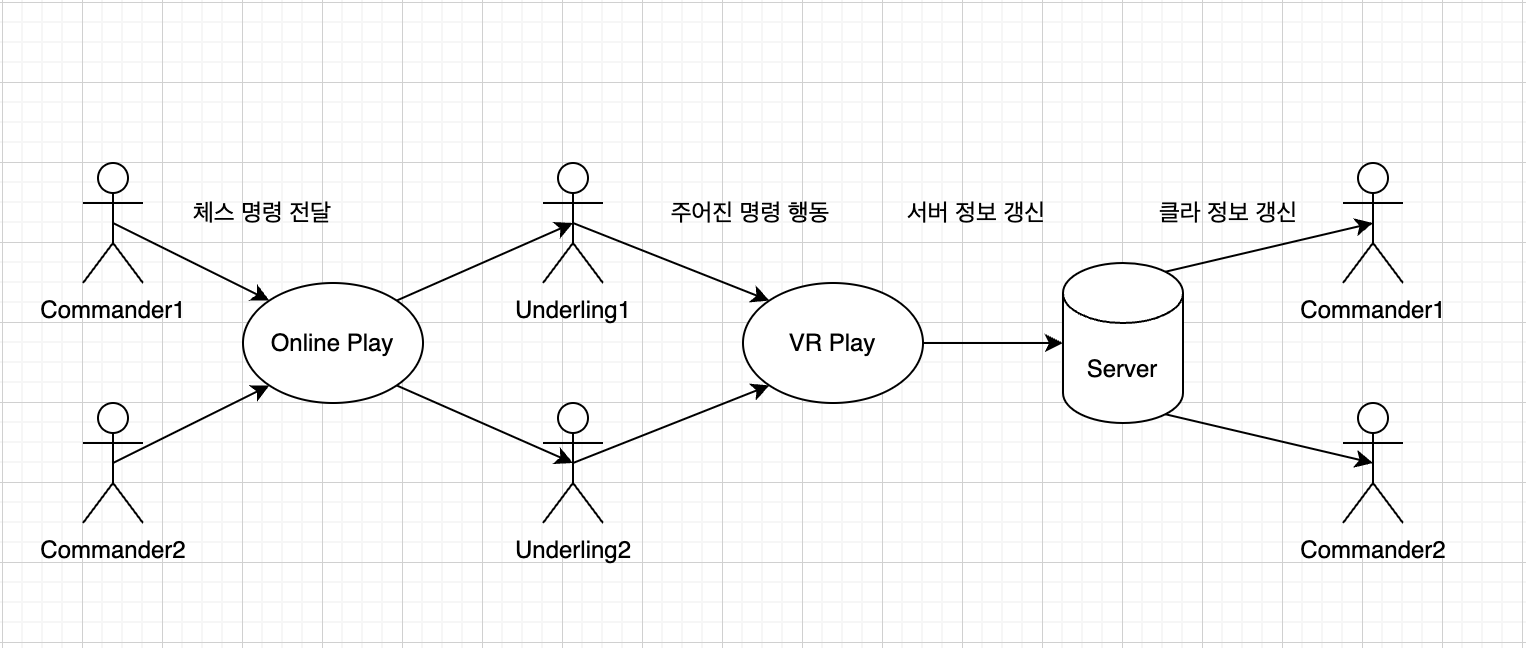 체스 명령 전달
주어진 명령 행동
서버 정보 갱신
클라 정보 갱신
Commander1
Underling1
Commander1
Online Play
VR Play
Server
Commander2
Underling2
Commander2